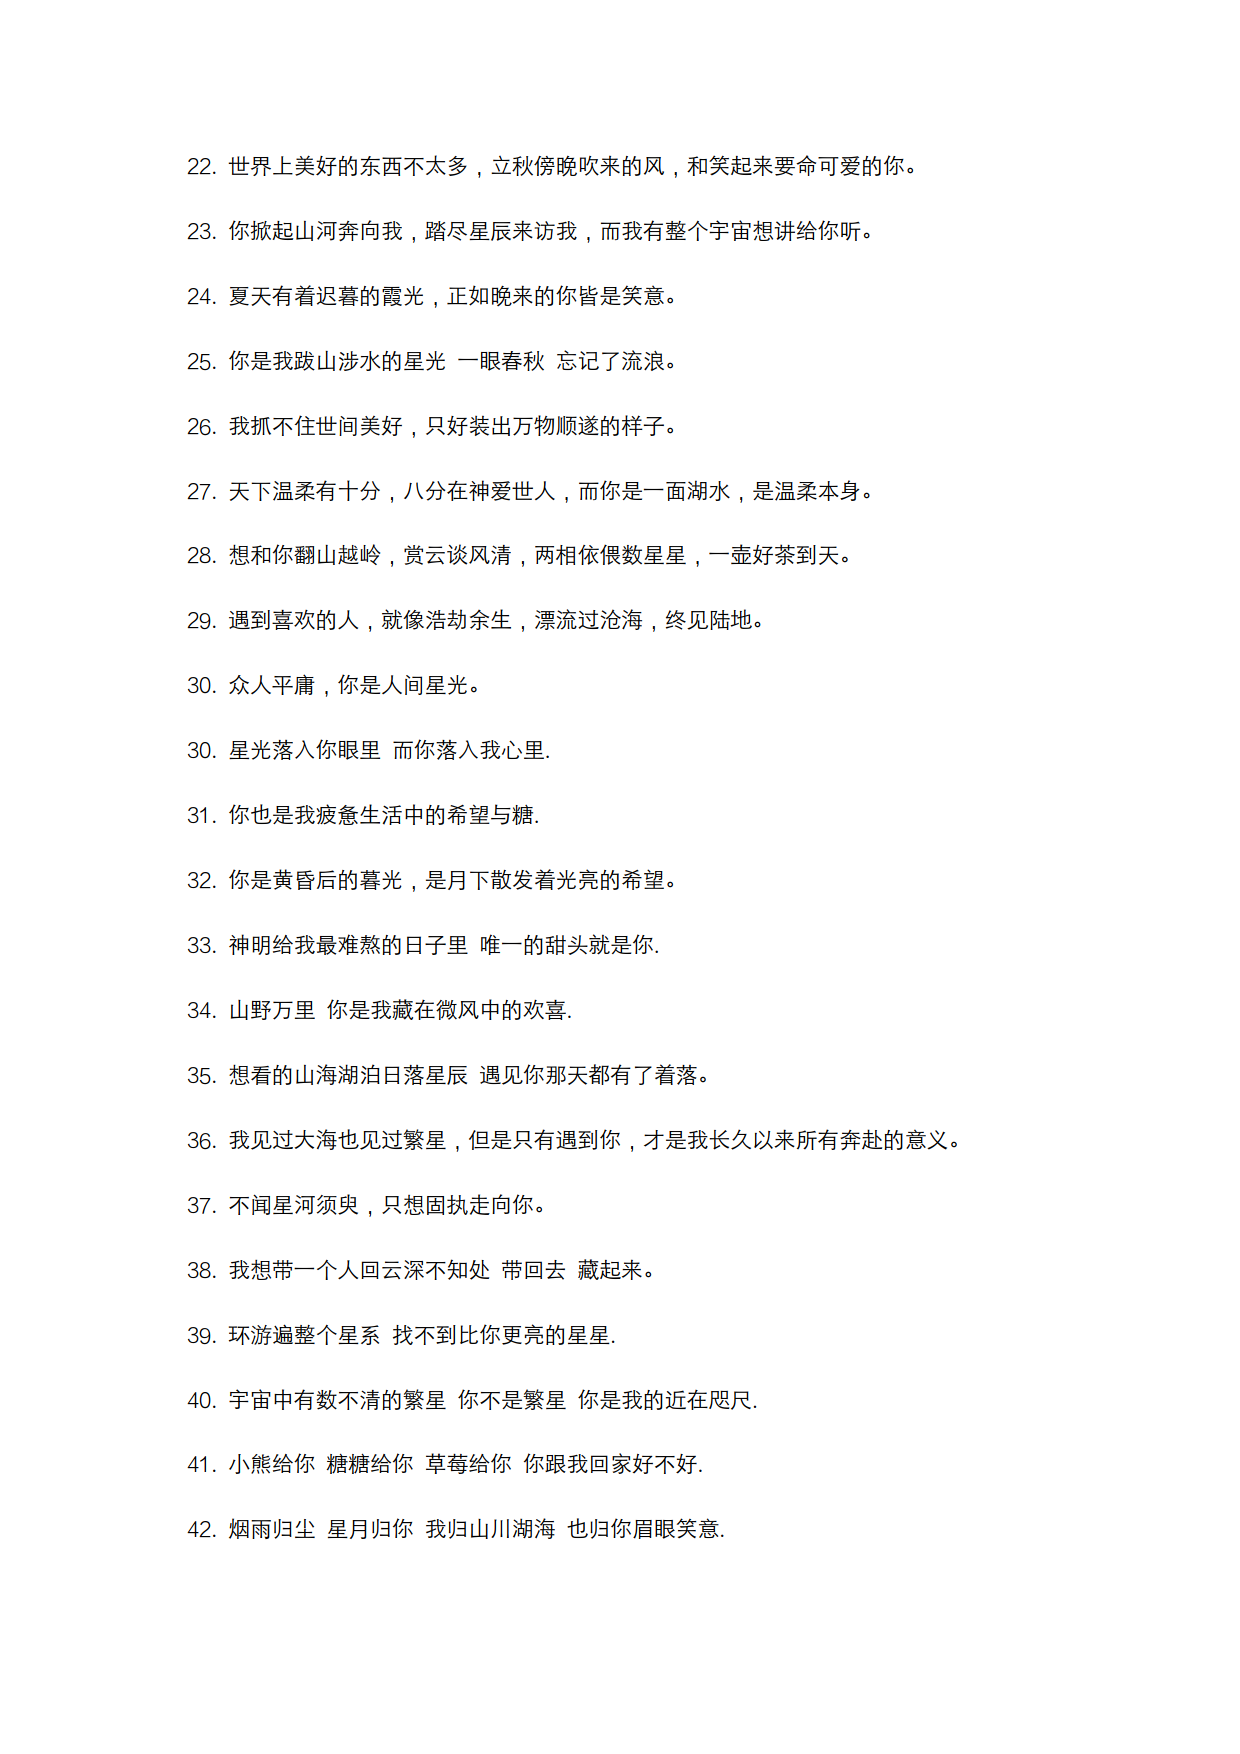 22. 世界上美好的东西不太多，立秋傍晚吹来的风，和笑起来要命可爱的你。
23. 你掀起山河奔向我，踏尽星辰来访我，而我有整个宇宙想讲给你听。
24. 夏天有着迟暮的霞光，正如晚来的你皆是笑意。
25. 你是我跋山涉水的星光 一眼春秋 忘记了流浪。
26. 我抓不住世间美好，只好装出万物顺遂的样子。
27. 天下温柔有十分，八分在神爱世人，而你是一面湖水，是温柔本身。
28. 想和你翻山越岭，赏云谈风清，两相依偎数星星，一壶好茶到天。
29. 遇到喜欢的人，就像浩劫余生，漂流过沧海，终见陆地。
30. 众人平庸，你是人间星光。
30. 星光落入你眼里 而你落入我心里.
31. 你也是我疲惫生活中的希望与糖.
32. 你是黄昏后的暮光，是月下散发着光亮的希望。
33. 神明给我最难熬的日子里 唯一的甜头就是你.
34. 山野万里 你是我藏在微风中的欢喜.
35. 想看的山海湖泊日落星辰 遇见你那天都有了着落。
36. 我见过大海也见过繁星，但是只有遇到你，才是我长久以来所有奔赴的意义。
37. 不闻星河须臾，只想固执走向你。
38. 我想带一个人回云深不知处 带回去 藏起来。
39. 环游遍整个星系 找不到比你更亮的星星.
40. 宇宙中有数不清的繁星 你不是繁星 你是我的近在咫尺.
41. 小熊给你 糖糖给你 草莓给你 你跟我回家好不好.
42. 烟雨归尘 星月归你 我归山川湖海 也归你眉眼笑意.